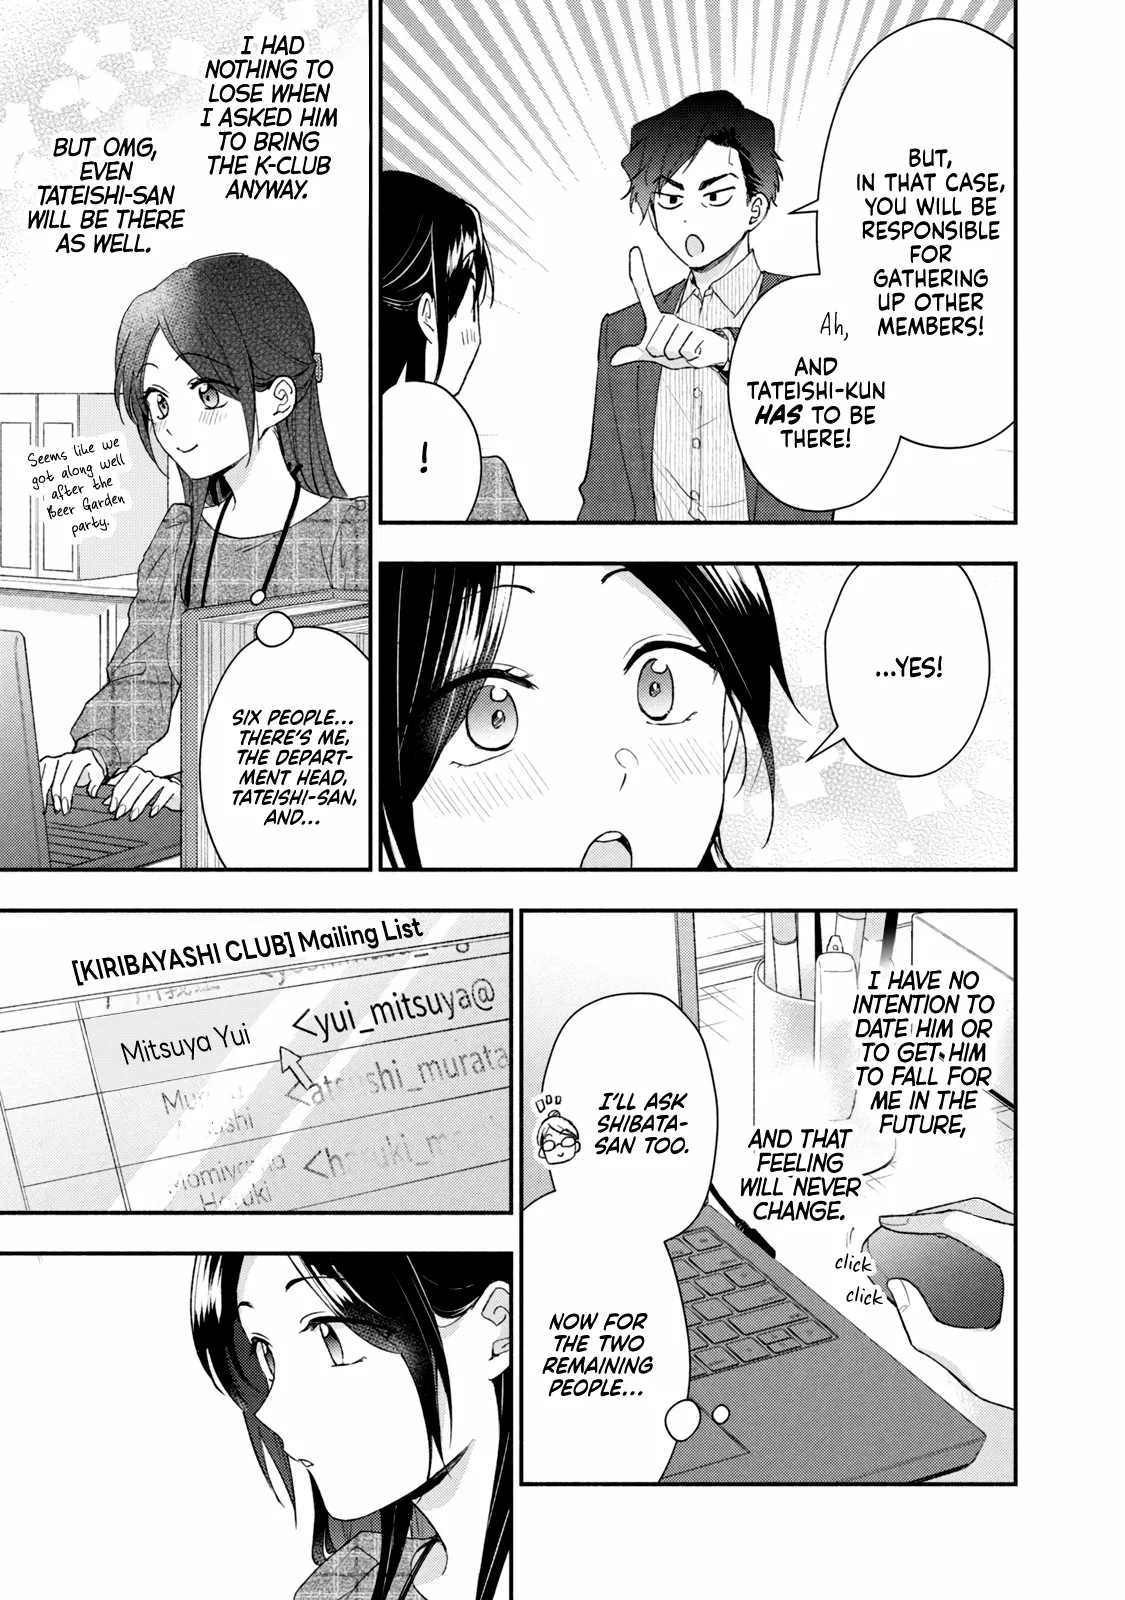 BUT,
IN THAT CASE,
YOU WILL BE
RESPONSIBLE
FOR
GATHERING
UP OTHER
MEMBERS!
Ah,
AND
TATEISHI-KUN
HAS TO BE
THERE!
!
...YES!
I HAD
NOTHING TO
LOSE WHEN
I ASKED HIM
TO BRING
THE K-CLUB
ANYWAY.
BUT OMG,
EVEN
TATEISHI-SAN
WILL BE THERE
AS WELL.
Seems like we
got along well
after the
Beer Garden
party.
SIX PEOPLE...
THERE'S ME,
THE DEPART-
MENT HEAD,
TATEISHI-SAN,
AND...
I HAVE NO
INTENTION TO
DATE HIM OR
TO GET HIM
TO FALL FOR
ME IN THE
FUTURE,
AND THAT
FEELING
WILL NEVER
CHANGE.
click
click
I'LL ASK
SHIBATA-
SAN TOO.
NOW FOR
THE TWO
REMAINING
PEOPLE...
[KIRIBAYASHI CLUB] Mailing List
Mitsuya Yui <yui_mitsuya@
<atsushi_murata